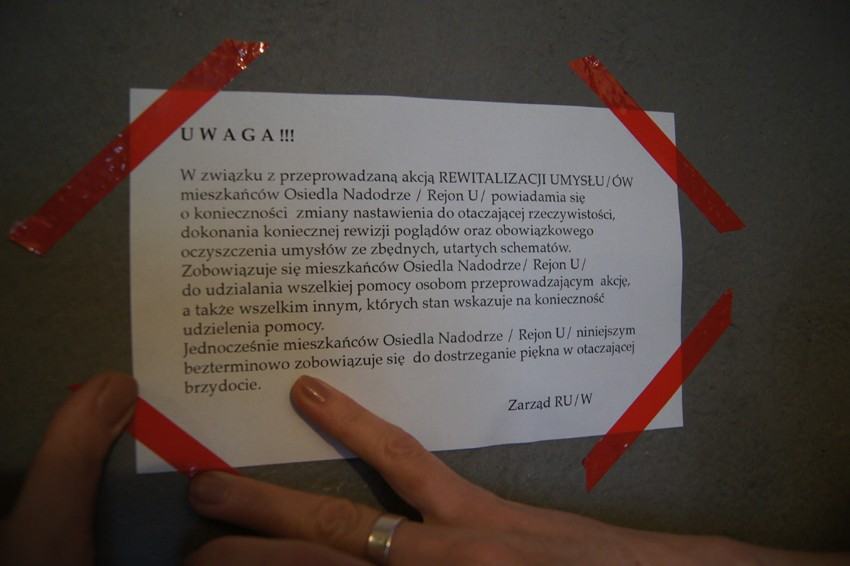 U W A G A !!!
W związku z przeprowadzaną akcją REWITALIZACJI UMYSŁU/ÓW
mieszkańców Osiedla Nadodrze / Rejon U/ powiadamia się
o konieczności zmiany nastawienia do otaczającej rzeczywistości,
dokonania koniecznej rewizji poglądów oraz obowiązkowego
oczyszczenia umysłów ze zbędnych, utartych schematów.
Zobowiązuje się mieszkańców Osiedla Nadodrze/ Rejon U/
do udzialania wszelkiej pomocy osobom przeprowadzającym akcję,
a także wszelkim innym, których stan wskazuje na konieczność
udzielenia pomocy.
Jednocześnie mieszkańców Osiedla Nadodrze / Rejon U/ niniejszym
bezterminowo zobowiązuje się do dostrzeganie piękna w otaczającej
brzydocie.
Zarząd RU/W